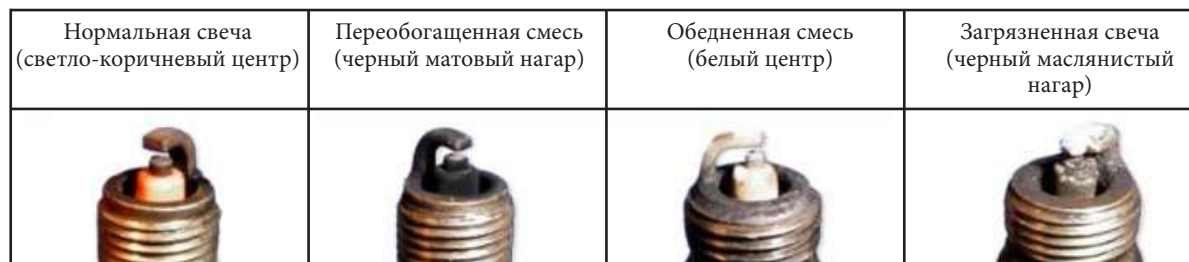 Нормальная свеча
(светло-коричневый центр)
Переобогащенная смесь
(черный матовый нагар)
Обедненная смесь
(белый центр)
Загрязненная свеча
(черный маслянистый
нагар)